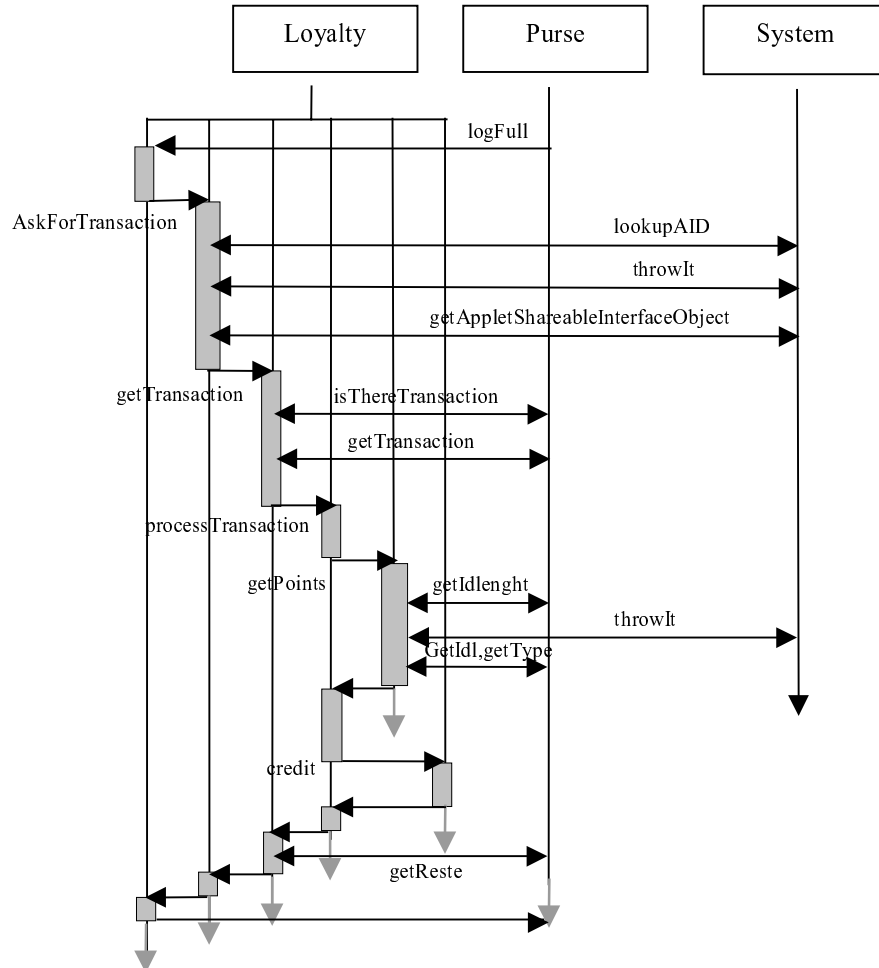 Loyalty
Purse
System
logFull
AskForTransaction
lookupAID
throwIt
getAppletShareableInterfaceObject
getTransaction
isThereTransaction
getTransaction
processTransaction
getPoints
getIdlenght
throwIt
GetIdl,getType
credit
getReste